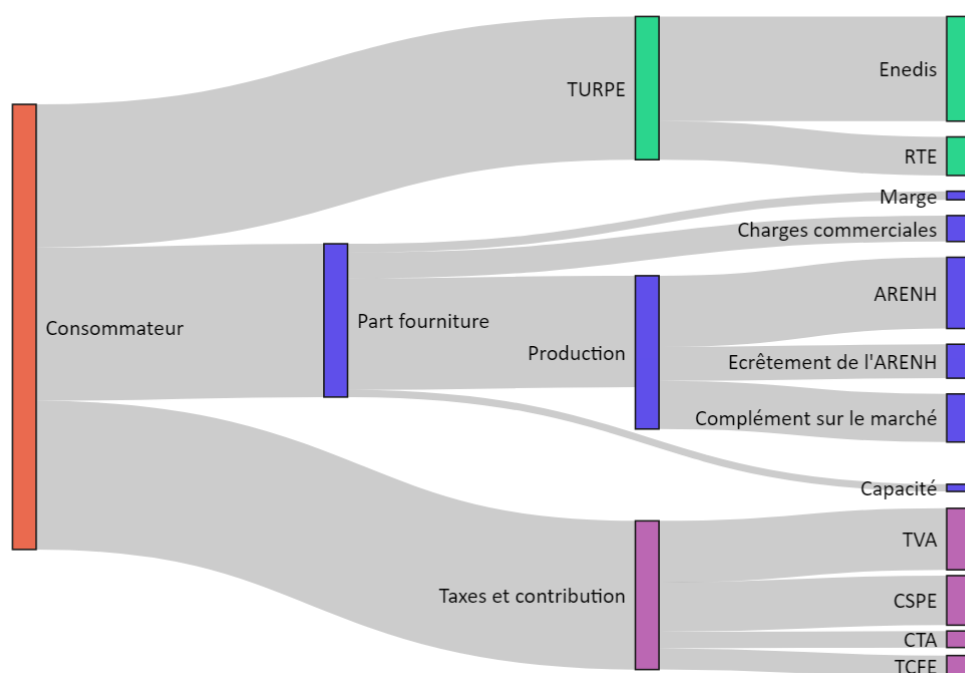 Consommateur
Part fourniture
TURPE
Production
Taxes et contribution
Enedis
RTE
Marge
Charges commerciales
ARENH
Ecrêtement de l'ARENH
Complément sur le marché
Capacité
TVA
CSPE
CTA
TCFE